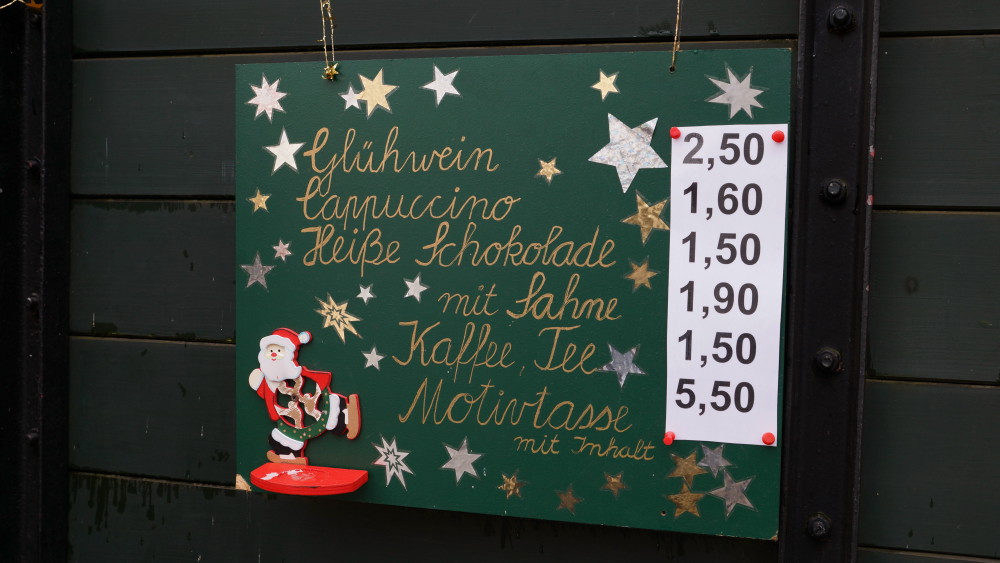 Glühwein 2,50
Cappuccino 1,60
Heiße Schokolade 1,50
mit Sahne 1,90
Kaffee, Tee 1,50
Motivtasse 5,50
mit Inhalt